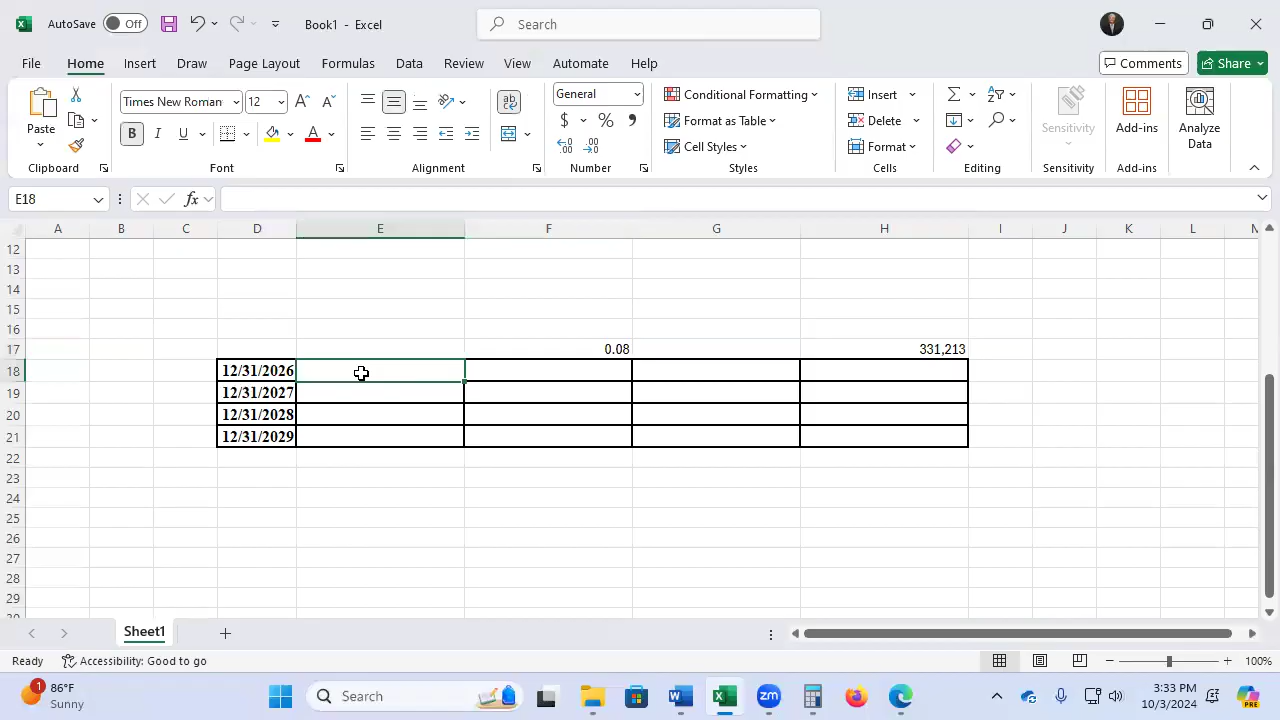 AutoSave Off Book1 - Excel Search
File Home Insert Draw Page Layout Formulas Data Review View Automate Help Comments Share
Times New Roman 12 General Conditional Formatting Insert
Paste Format as Table Delete Sensitivity Add-ins Analyze Data
B I U A $ % Cell Styles Format
Clipboard Font Alignment Number Styles Cells Editing Sensitivity Add-ins
E18 fx
A B C D E F G H I J K L M
12
13
14
15
16
17 0.08 331,213
18 12/31/2026
19 12/31/2027
20 12/31/2028
21 12/31/2029
22
23
24
25
26
27
28
29
30
Sheet1
Ready Accessibility: Good to go 100%
1 86°F Search 3:33 PM
Sunny 10/3/2024 PRE